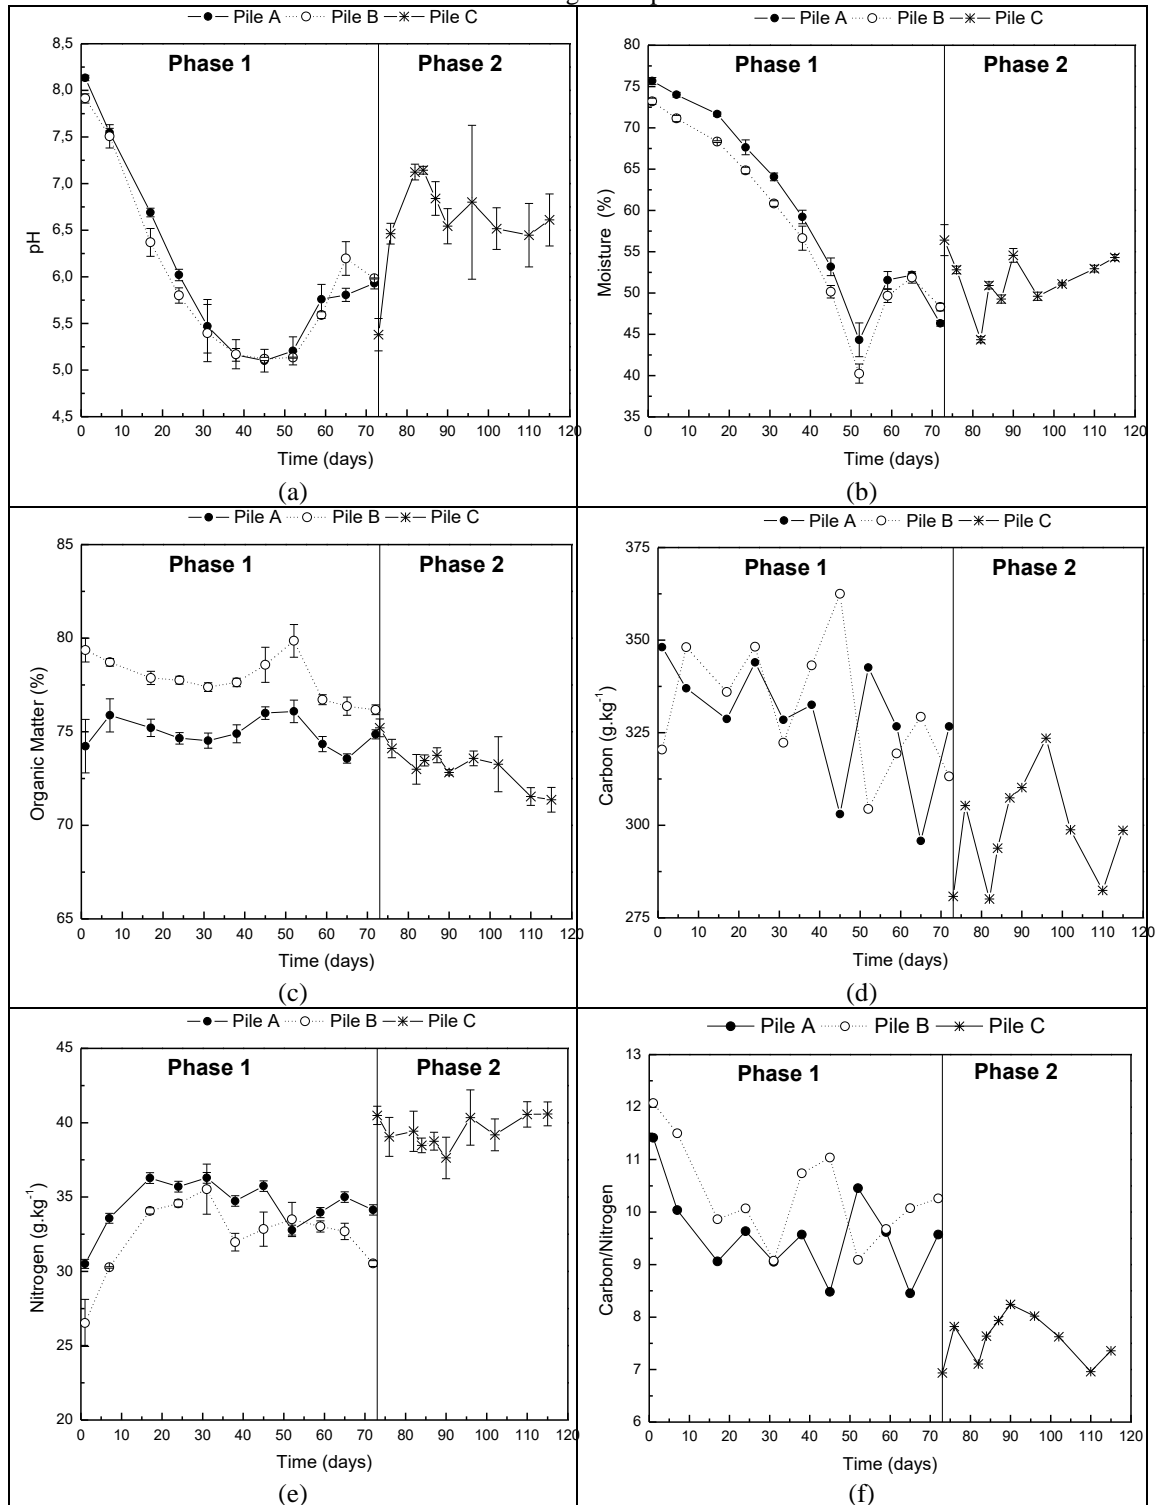 Pile A Pile B Pile C
8,5
8,0
7,5
7,0
6,5
6,0
5,5
5,0
4,5
pH
Phase 1 Phase 2
0 10 20 30 40 50 60 70 80 90 100 110 120
Time (days)
(a)
Pile A Pile B Pile C
80
75
70
65
60
55
50
45
40
35
Moisture (%)
Phase 1 Phase 2
0 10 20 30 40 50 60 70 80 90 100 110 120
Time (days)
(b)
Pile A Pile B Pile C
85
80
75
70
65
Organic Matter (%)
Phase 1 Phase 2
0 10 20 30 40 50 60 70 80 90 100 110 120
Time (days)
(c)
Pile A Pile B Pile C
375
350
325
300
275
Carbon (g.kg-1)
Phase 1 Phase 2
0 10 20 30 40 50 60 70 80 90 100 110 120
Time (days)
(d)
Pile A Pile B Pile C
45
40
35
30
25
20
Nitrogen (g.kg-1)
Phase 1 Phase 2
0 10 20 30 40 50 60 70 80 90 100 110 120
Time (days)
(e)
Pile A Pile B Pile C
13
12
11
10
9
8
7
6
Carbon/Nitrogen
Phase 1 Phase 2
0 10 20 30 40 50 60 70 80 90 100 110 120
Time (days)
(f)